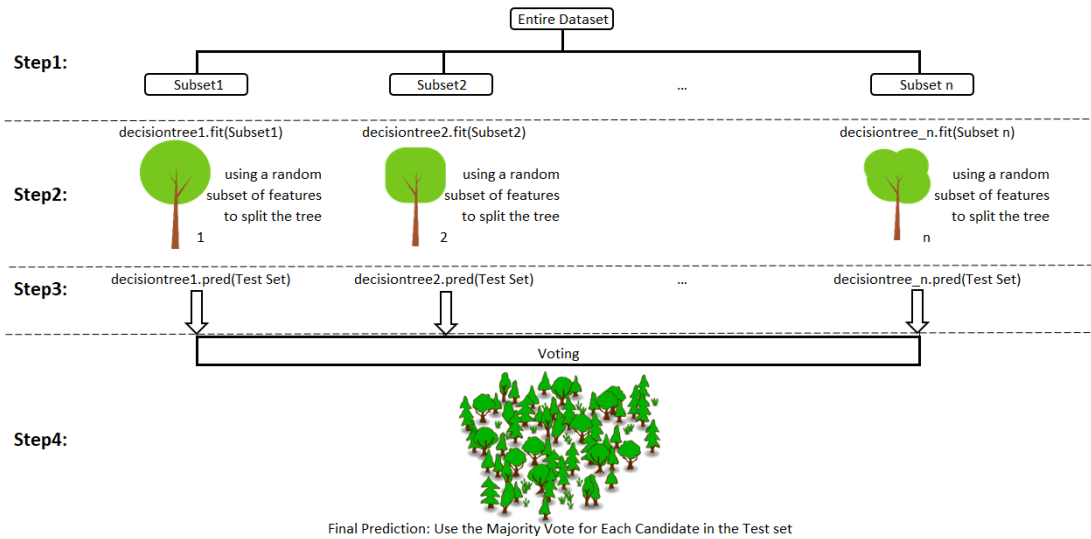 Entire Dataset
Step1:
Subset1
Subset2
...
Subset n
decisiontree1.fit(Subset1)
decisiontree2.fit(Subset2)
decisiontree_n.fit(Subset n)
Step2:
using a random
subset of features
to split the tree
1
using a random
subset of features
to split the tree
2
using a random
subset of features
to split the tree
n
Step3:
decisiontree1.pred(Test Set)
decisiontree2.pred(Test Set)
...
decisiontree_n.pred(Test Set)
Voting
Step4:
Final Prediction: Use the Majority Vote for Each Candidate in the Test set